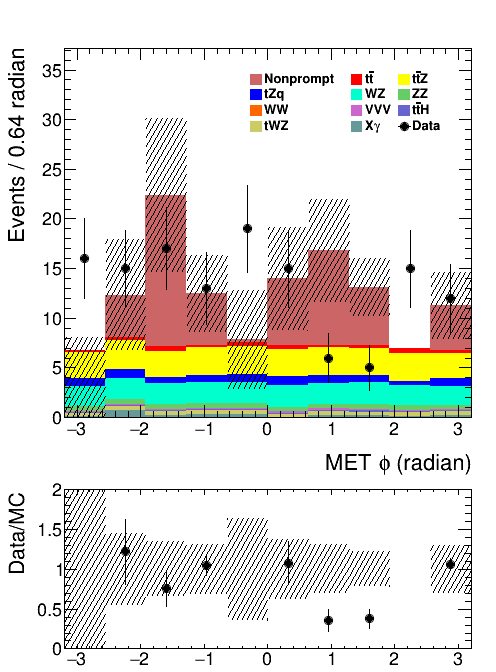 Events / 0.64 radian
35
30
25
20
15
10
5
0
Nonprompt tt̄ tt̄Z
tZq WZ ZZ
WW VVV tt̄H
tWZ Xγ Data
−3 −2 −1 0 1 2 3
MET ϕ (radian)
Data/MC
2
1.5
1
0.5
0
−3 −2 −1 0 1 2 3